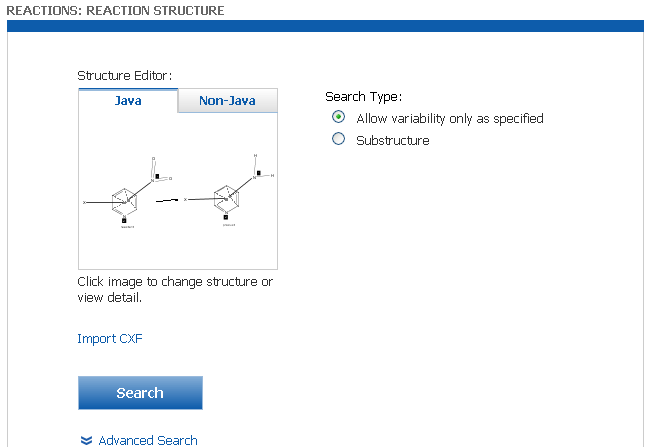 REACTIONS: REACTION STRUCTURE
Structure Editor:
Java
Non-Java
Search Type:
Allow variability only as specified
Substructure
Click image to change structure or
view detail.
Import CXF
Search
Advanced Search